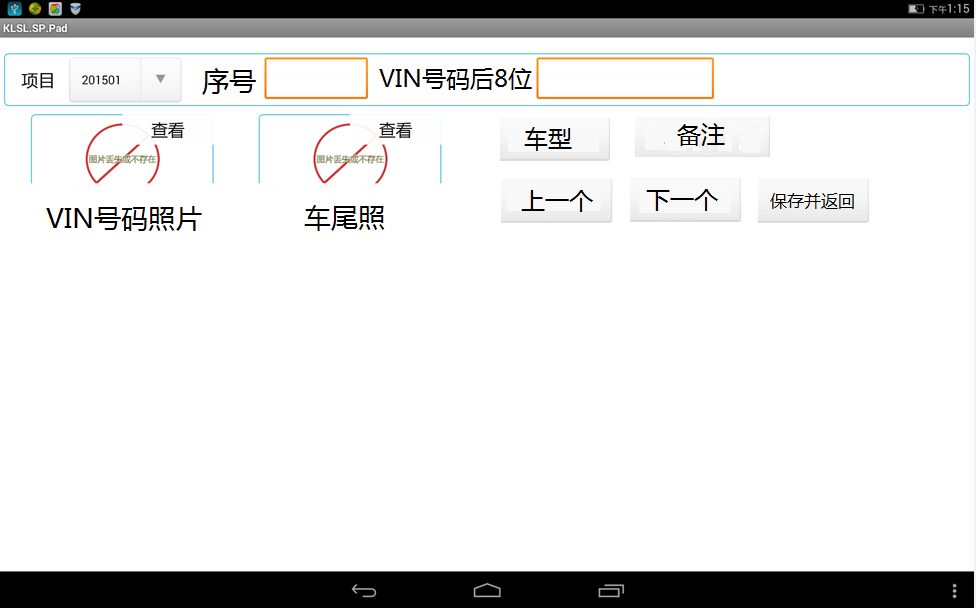 下午1:15
KLSL.SP.Pad
项目 201501 序号 VIN号码后8位
查看 查看 车型 备注
图片丢失或不存在 图片丢失或不存在
上一个 下一个 保存并返回
VIN号码照片 车尾照